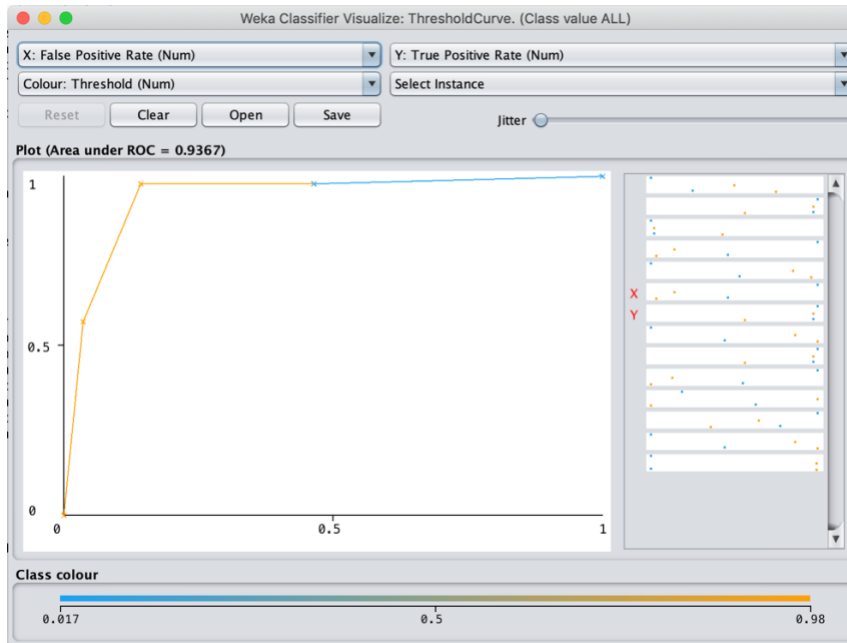 Weka Classifier Visualize: ThresholdCurve. (Class value ALL)
X: False Positive Rate (Num) Y: True Positive Rate (Num)
Colour: Threshold (Num) Select Instance
Reset Clear Open Save Jitter
Plot (Area under ROC = 0.9367)
1
0.5
0
0 0.5 1
X
Y
Class colour
0.017 0.5 0.98